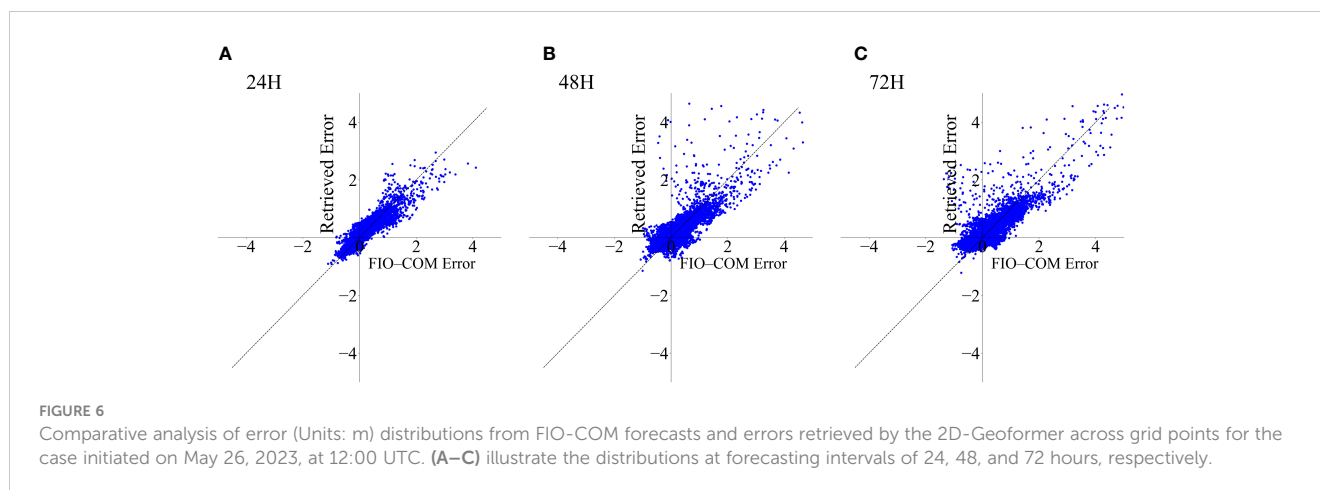 A
B
C
24H
48H
72H
Retrieved Error
4
2
−4
−2
0
2
4
FIO–COM Error
−2
−4
Retrieved Error
4
2
−4
−2
0
2
4
FIO–COM Error
−2
−4
Retrieved Error
4
2
−4
−2
0
2
4
FIO–COM Error
−2
−4
FIGURE 6
Comparative analysis of error (Units: m) distributions from FIO-COM forecasts and errors retrieved by the 2D-Geoformer across grid points for the
case initiated on May 26, 2023, at 12:00 UTC. (A–C) illustrate the distributions at forecasting intervals of 24, 48, and 72 hours, respectively.